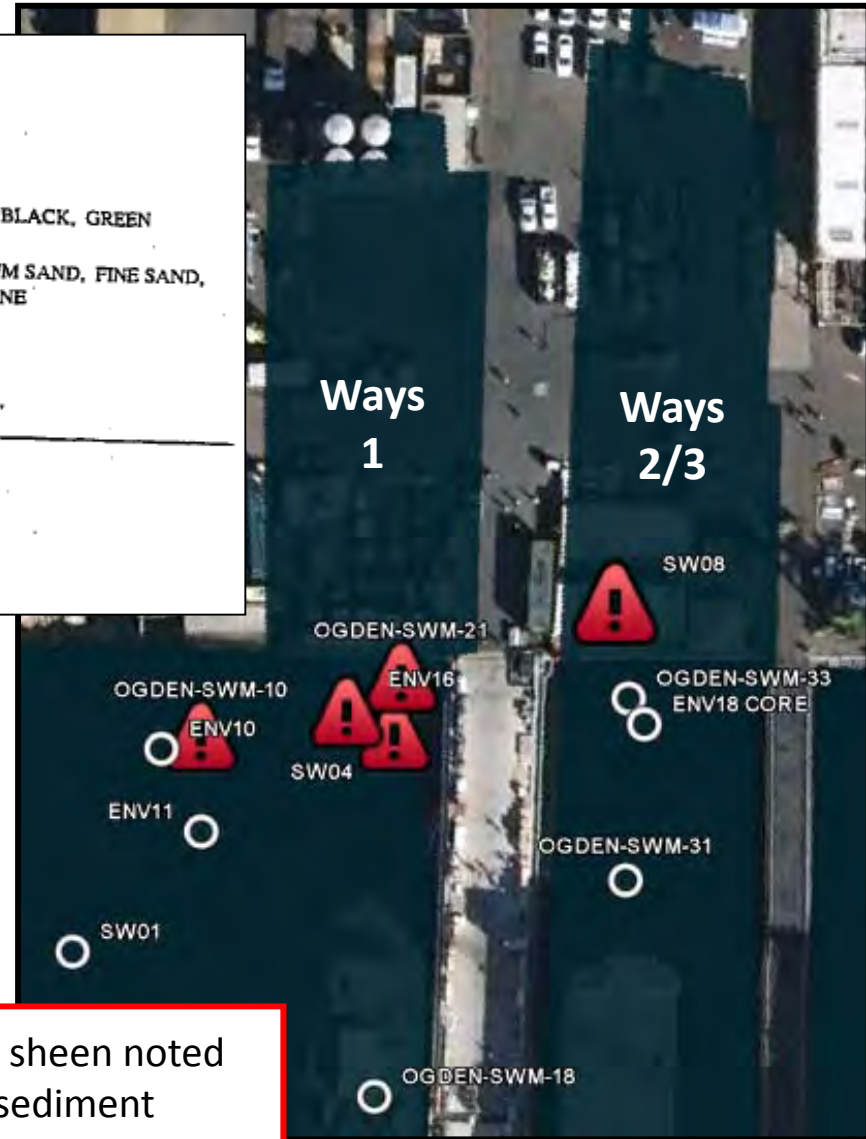 BLACK, GREEN
M SAND, FINE SAND,
NE
Ways
1
Ways
2/3
SW08
OGDEN-SWM-21
OGDEN-SWM-10
ENV16
ENV10
SW04
OGDEN-SWM-33
ENV18 CORE
ENV11
OGDEN-SWM-31
SW01
OGDEN-SWM-18
sheen noted
sediment